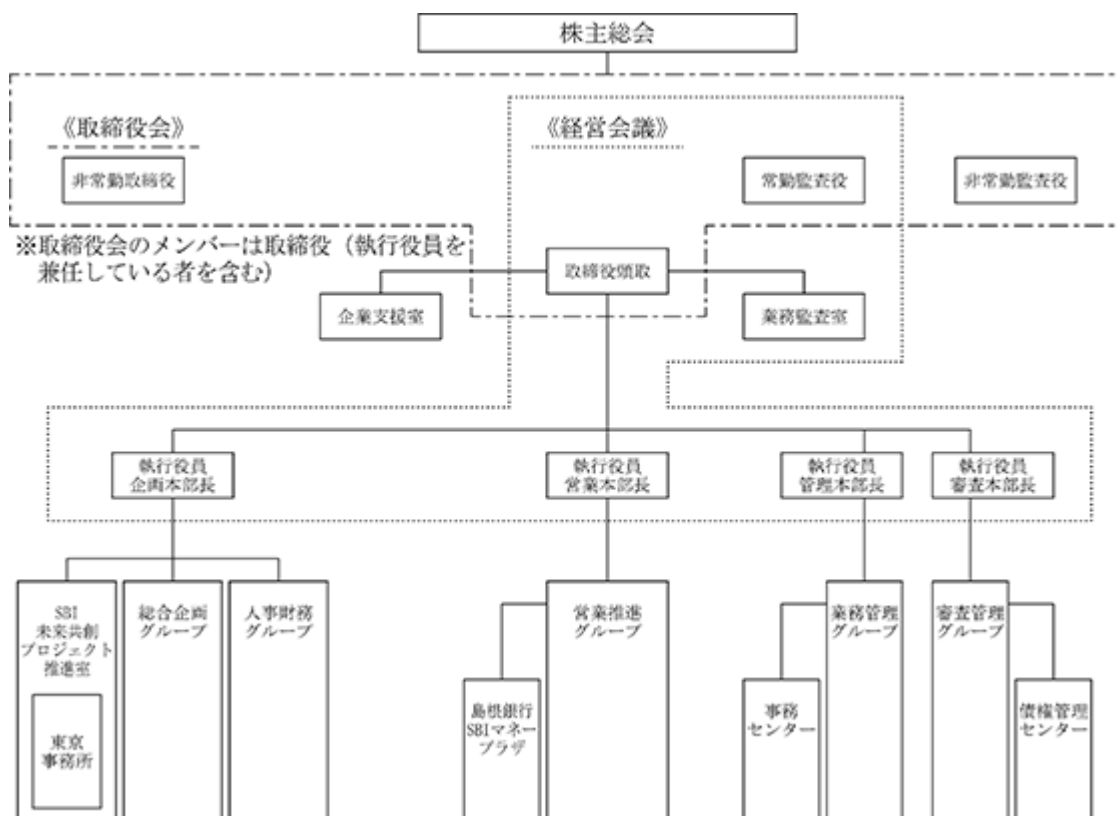 株主総会
《取締役会》
《経営会議》
非常勤取締役
常勤監査役
非常勤監査役
※取締役会のメンバーは取締役（執行役員を
兼任している者を含む）
取締役頭取
企業支援室
業務監査室
執行役員
企画本部長
執行役員
営業本部長
執行役員
管理本部長
執行役員
審査本部長
SBI
未来共創
プロジェクト
推進室
東京
事務所
総合企画
グループ
人事財務
グループ
営業推進
グループ
島根銀行
SBIマネー
プラザ
業務管理
グループ
事務
センター
審査管理
グループ
債権管理
センター